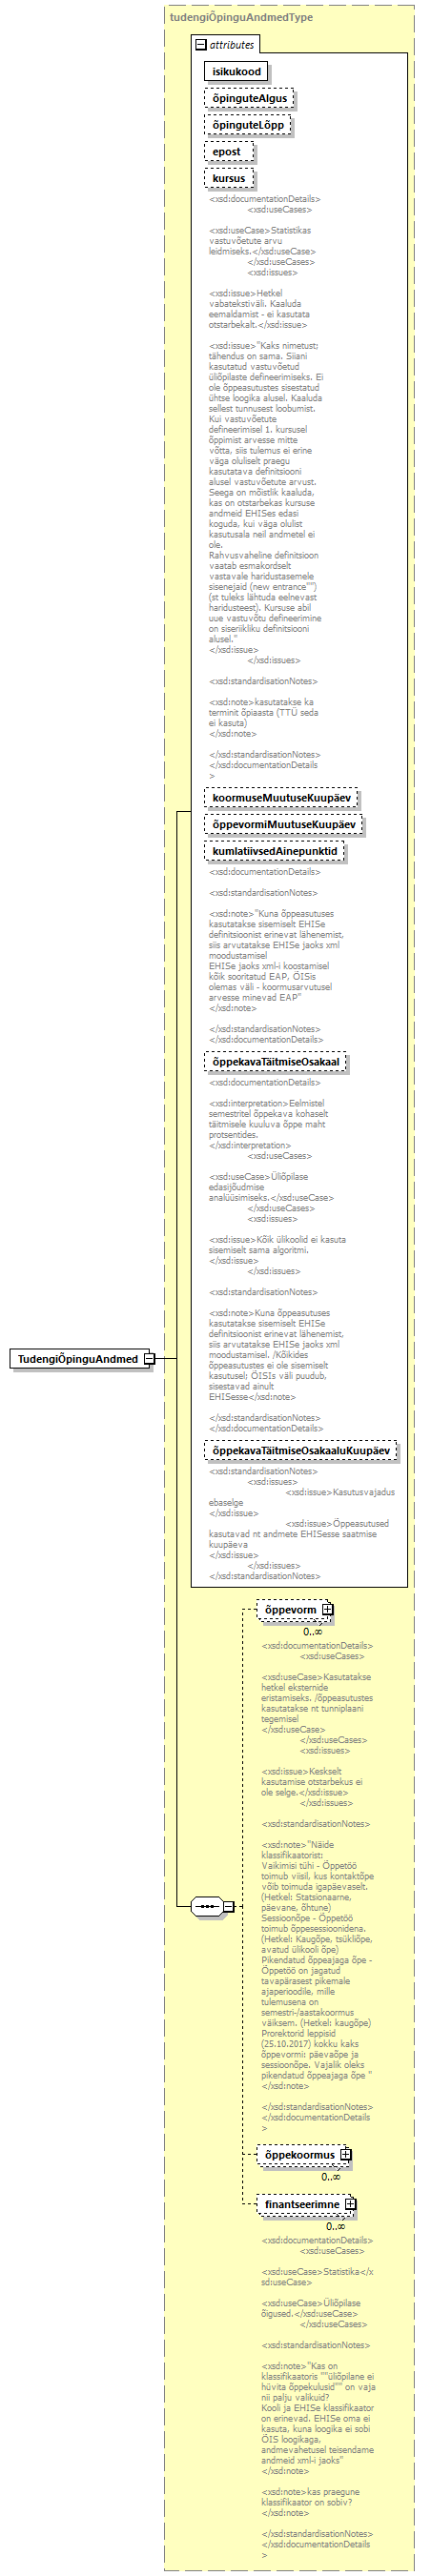 tudengiÕpinguAndmedType
attributes
isikukood
õpinguteAlgus
õpinguteLõpp
epost
kursus
<xsd:documentationDetails>
<xsd:useCases>
<xsd:useCase>Statistikas
vastuvõetute arvu
leidmiseks.</xsd:useCase>
</xsd:useCases>
<xsd:issues>
<xsd:issue>Hetkel
vabatekstiväli. Kaaluda
eemaldamist - ei kasutata
otstarbekalt.</xsd:issue>
<xsd:issue>"Kaks nimetust;
tähendus on sama. Siiani
kasutatud vastuvõetud
üliõpilaste defineerimiseks. Ei
ole õppeasutustes sisestatud
ühtse loogika alusel. Kaaluda
sellest tunnusest loobumist.
Kui vastuvõetute
defineerimisel 1. kursusel
õppimist arvesse mitte
võtta, siis tulemus ei erine
väga oluliselt praegu
kasutatava definitsiooni
alusel vastuvõetute arvust.
Seega on mõistlik kaaluda,
kas on otstarbekas kursuse
andmeid EHISes edasi
koguda, kui väga olulist
kasutusala neil andmetel ei
ole.
Rahvusvaheline definitsioon
vaatab esmakordselt
vastavale haridustasemele
sisenejaid (new entrance"")
(st tuleks lähtuda eelnevast
haridusteest). Kursuse abil
uue vastuvõtu defineerimine
on siseriikliku definitsiooni
alusel."
</xsd:issue>
</xsd:issues>
<xsd:standardisationNotes>
<xsd:note>kasutatakse ka
terminit õpiaasta (TTÜ seda
ei kasuta)
</xsd:note>
</xsd:standardisationNotes>
</xsd:documentationDetails
>
koormuseMuutuseKuupäev
õppevormiMuutuseKuupäev
kumlatiivsedAinepunktid
<xsd:documentationDetails>
<xsd:standardisationNotes>
<xsd:note>"Kuna õppeasutuses
kasutatakse sisemiselt EHISe
definitsioonist erinevat lähenemist,
siis arvutatakse EHISe jaoks xml
moodustamisel
EHISe jaoks xml-i koostamisel
kõik sooritatud EAP, ÕISis
olemas väli - koormusarvutusel
arvesse minevad EAP"
</xsd:note>
</xsd:standardisationNotes>
</xsd:documentationDetails>
õppekavaTäitmiseOsakaal
<xsd:documentationDetails>
<xsd:interpretation>Eelmistel
semestritel õppekava kohaselt
täitmisele kuuluva õppe maht
protsentides.
</xsd:interpretation>
<xsd:useCases>
<xsd:useCase>Üliõpilase
edasijõudmise
analüüsimiseks.</xsd:useCase>
</xsd:useCases>
<xsd:issues>
<xsd:issue>Kõik ülikoolid ei kasuta
sisemiselt sama algoritmi.
</xsd:issue>
</xsd:issues>
<xsd:standardisationNotes>
<xsd:note>Kuna õppeasutuses
kasutatakse sisemiselt EHISe
definitsioonist erinevat lähenemist,
siis arvutatakse EHISe jaoks xml
moodustamisel. /Kõikides
õppeasutustes ei ole sisemiselt
kasutusel; ÕISIs väli puudub,
sisestavad ainult
EHISesse</xsd:note>
</xsd:standardisationNotes>
</xsd:documentationDetails>
õppekavaTäitmiseOsakaaluKuupäev
<xsd:standardisationNotes>
<xsd:issues>
<xsd:issue>Kasutusvajadus
ebaselge
</xsd:issue>
<xsd:issue>Õppeasutused
kasutavad nt andmete EHISesse saatmise
kuupäeva
</xsd:issue>
</xsd:issues>
</xsd:standardisationNotes>
TudengiÕpinguAndmed
õppevorm
0..∞
<xsd:documentationDetails>
<xsd:useCases>
<xsd:useCase>Kasutatakse
hetkel eksternide
eristamiseks. /õppeasutustes
kasutatakse nt tunniplaani
tegemisel
</xsd:useCase>
</xsd:useCases>
<xsd:issues>
<xsd:issue>Keskselt
kasutamise otstarbekus ei
ole selge.</xsd:issue>
</xsd:issues>
<xsd:standardisationNotes>
<xsd:note>"Näide
klassifikaatorist:
Vaikimisi tühi - Õppetöö
toimub viisil, kus kontaktõpe
võib toimuda igapäevaselt.
(Hetkel: Statsionaarne,
päevane, õhtune)
Sessioonõpe - Õppetöö
toimub õppesessioonidena.
(Hetkel: Kaugõpe, tsükliõpe,
avatud ülikooli õpe)
Pikendatud õppeajaga õpe -
Õppetöö on jagatud
tavapärasest pikemale
ajaperioodile, mille
tulemusena on
semestri-/aastakoormus
väiksem. (Hetkel: kaugõpe)
Prorektorid leppisid
(25.10.2017) kokku kaks
õppevormi: päevaõpe ja
sessioonõpe. Vajalik oleks
pikendatud õppeajaga õpe "
</xsd:note>
</xsd:standardisationNotes>
</xsd:documentationDetails
>
õppekoormus
0..∞
finantseerimne
0..∞
<xsd:documentationDetails>
<xsd:useCases>
<xsd:useCase>Statistika</x
sd:useCase>
<xsd:useCase>Üliõpilase
õigused.</xsd:useCase>
</xsd:useCases>
<xsd:standardisationNotes>
<xsd:note>"Kas on
klassifikaatoris ""üliõpilane ei
hüvita õppekulusid"" on vaja
nii palju valikuid?
Kooli ja EHISe klassifikaator
on erinevad. EHISe oma ei
kasuta, kuna loogika ei sobi
ÕIS loogikaga,
andmevahetusel teisendame
andmeid xml-i jaoks"
</xsd:note>
<xsd:note>kas praegune
klassifikaator on sobiv?
</xsd:note>
</xsd:standardisationNotes>
</xsd:documentationDetails
>